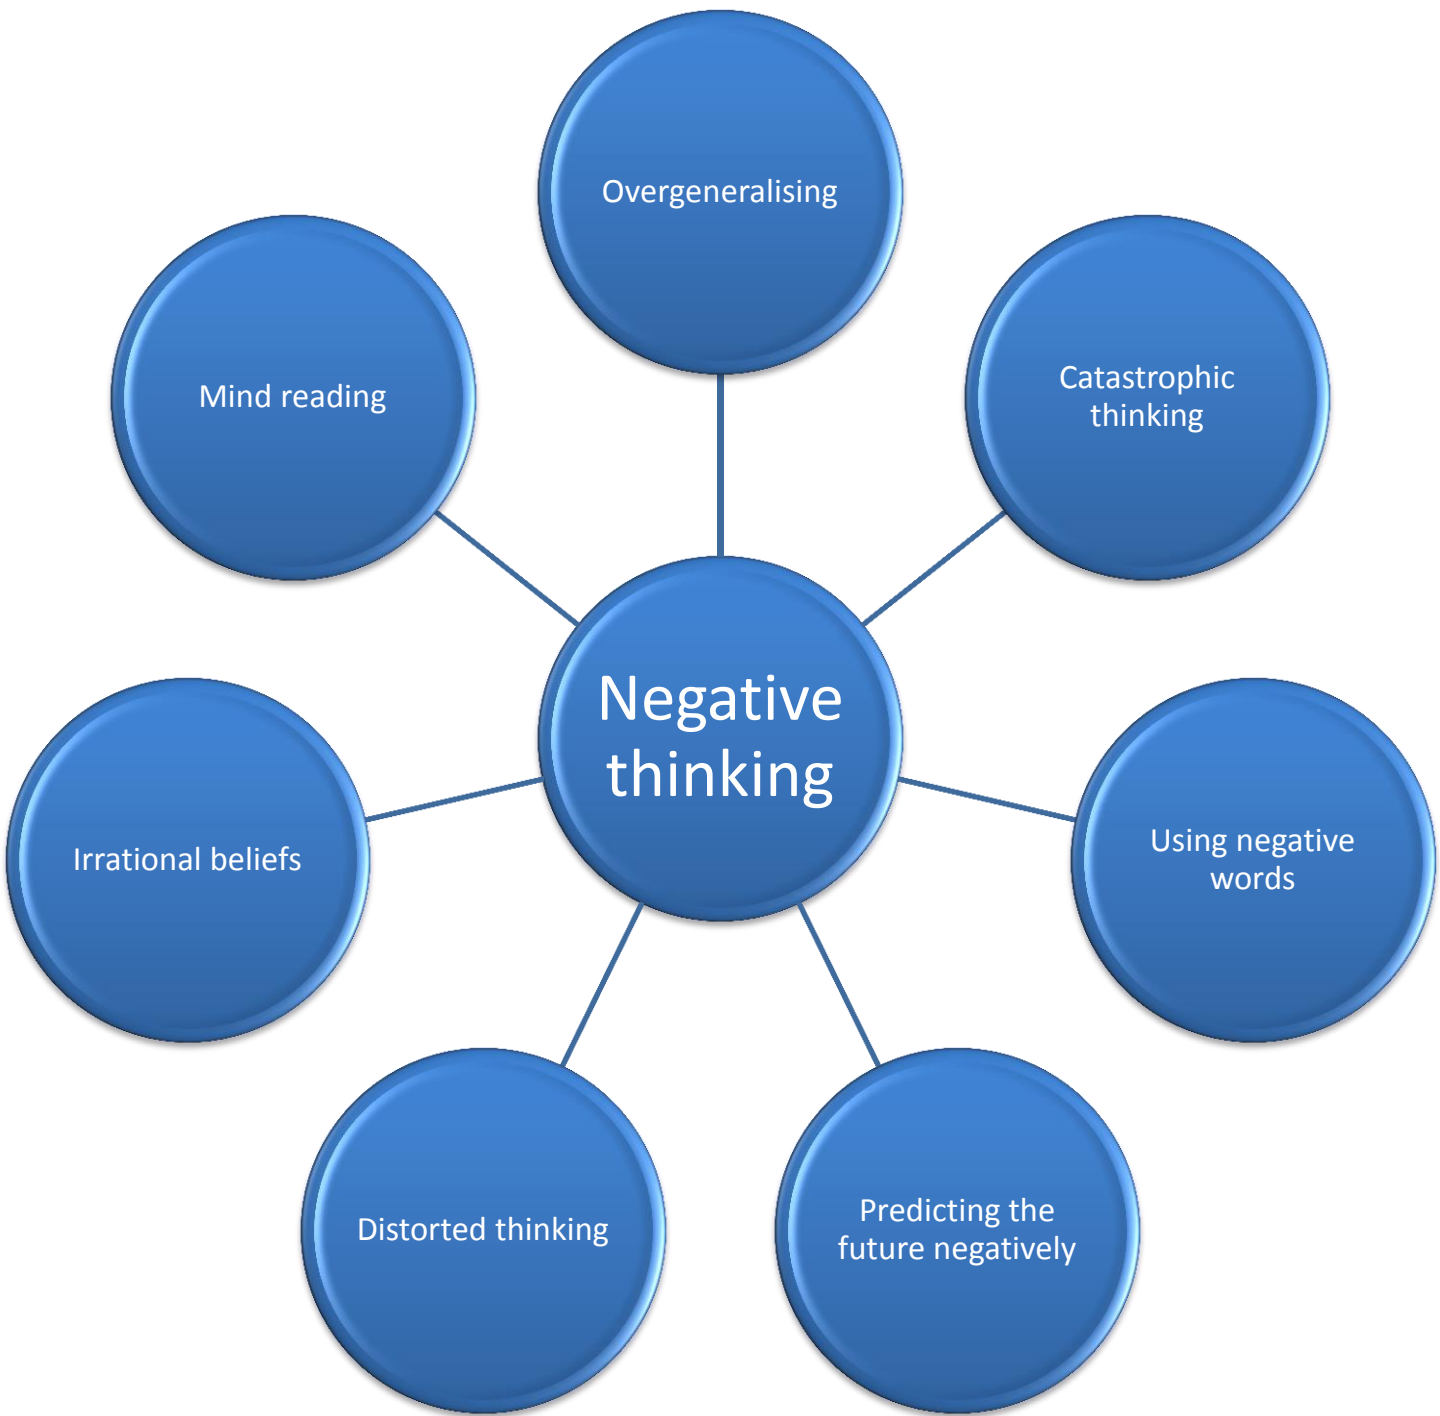 Overgeneralising
Mind reading
Catastrophic
thinking
Negative
thinking
Irrational beliefs
Using negative
words
Distorted thinking
Predicting the
future negatively